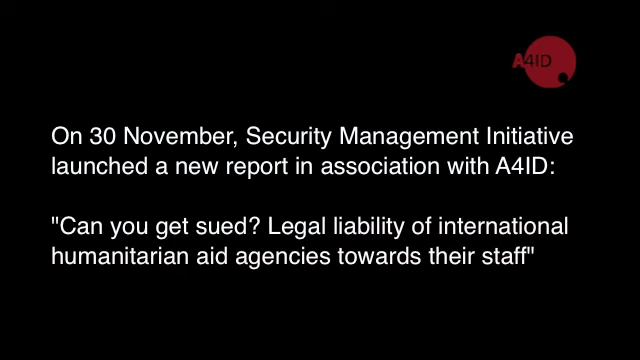 A4ID
On 30 November, Security Management Initiative
launched a new report in association with A4ID:
"Can you get sued? Legal liability of international
humanitarian aid agencies towards their staff"